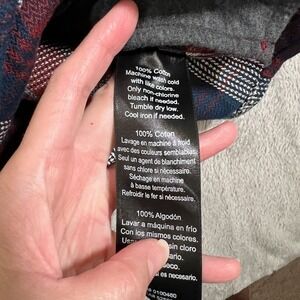 100% Cotton
Machine wash cold
with like colors.
Only non-chlorine
bleach if needed.
Tumble dry low.
Cool iron if needed.
100% Coton
Lavage en machine à froid
avec des couleurs semblables.
Seul un agent de blanchiment
sans chlore si nécessaire.
Séchage en machine
à basse température.
Refroidir le fer si nécessaire.
100% Algodón
Lavar a máquina en frío
Con los mismos colores.
sin cloro
0100480